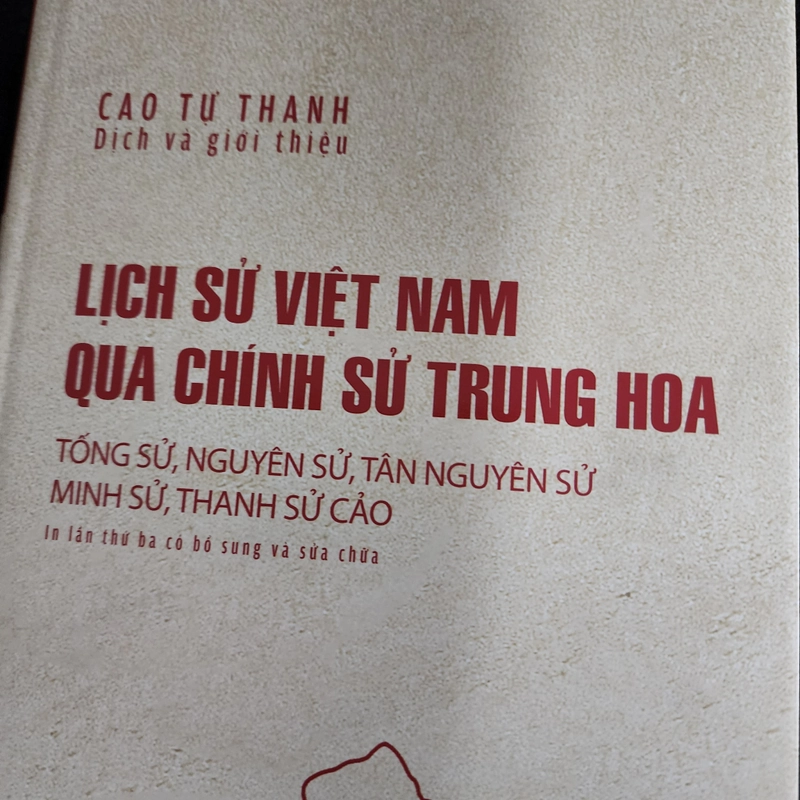 CAO TỰ THANH
Dịch và giới thiệu
LỊCH SỬ VIỆT NAM
QUA CHÍNH SỬ TRUNG HOA
TỐNG SỬ, NGUYÊN SỬ, TÂN NGUYÊN SỬ
MINH SỬ, THANH SỬ CẢO
In lần thứ ba có bổ sung và sửa chữa